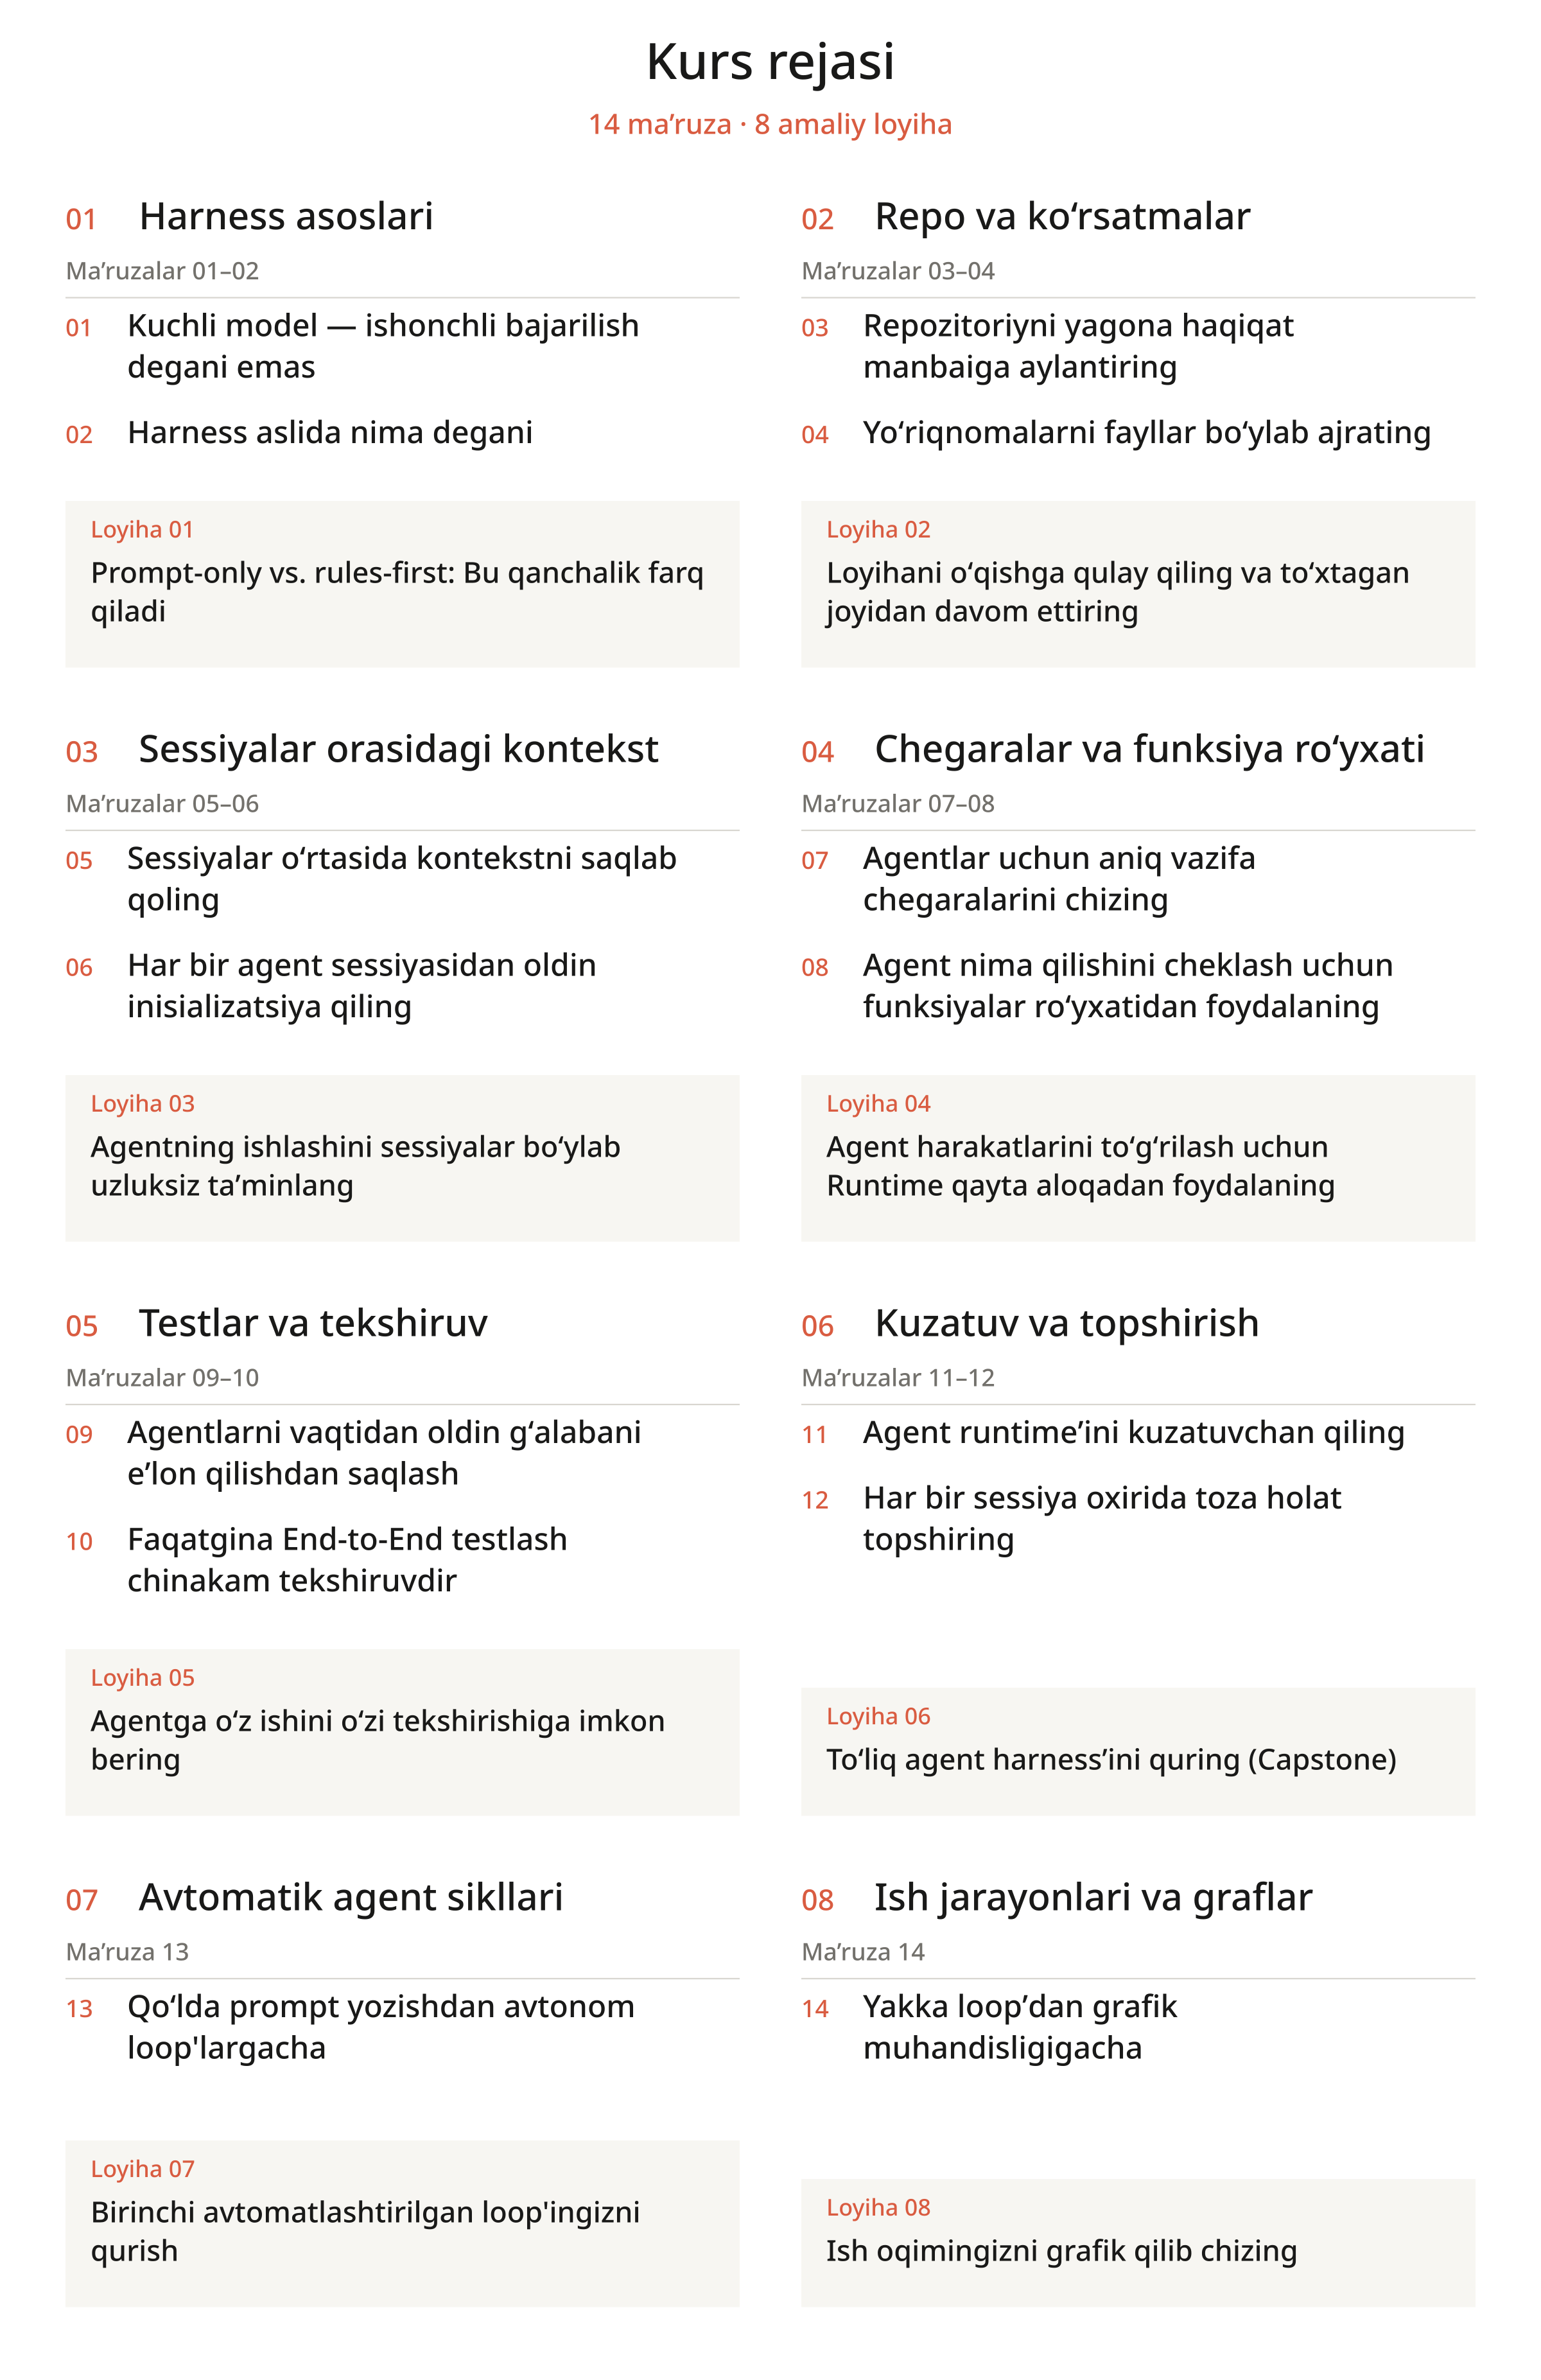 Kurs rejasi
14 ma’ruza · 8 amaliy loyiha
01 Harness asoslari
Ma’ruzalar 01–02
01 Kuchli model — ishonchli bajarilish
degani emas
02 Harness aslida nima degani
Loyiha 01
Prompt-only vs. rules-first: Bu qanchalik farq
qiladi
02 Repo va ko‘rsatmalar
Ma’ruzalar 03–04
03 Repozitoriyni yagona haqiqat
manbaiga aylantiring
04 Yo‘riqnomalarni fayllar bo‘ylab ajrating
Loyiha 02
Loyihani o‘qishga qulay qiling va to‘xtagan
joyidan davom ettiring
03 Sessiyalar orasidagi kontekst
Ma’ruzalar 05–06
05 Sessiyalar o‘rtasida kontekstni saqlab
qoling
06 Har bir agent sessiyasidan oldin
inisializatsiya qiling
Loyiha 03
Agentning ishlashini sessiyalar bo‘ylab
uzluksiz ta’minlang
04 Chegaralar va funksiya ro‘yxati
Ma’ruzalar 07–08
07 Agentlar uchun aniq vazifa
chegaralarini chizing
08 Agent nima qilishini cheklash uchun
funksiyalar ro‘yxatidan foydalaning
Loyiha 04
Agent harakatlarini to‘g‘rilash uchun
Runtime qayta aloqadan foydalaning
05 Testlar va tekshiruv
Ma’ruzalar 09–10
09 Agentlarni vaqtidan oldin g‘alabani
e’lon qilishdan saqlash
10 Faqatgina End-to-End testlash
chinakam tekshiruvdir
Loyiha 05
Agentga o‘z ishini o‘zi tekshirishiga imkon
bering
06 Kuzatuv va topshirish
Ma’ruzalar 11–12
11 Agent runtime’ini kuzatuvchan qiling
12 Har bir sessiya oxirida toza holat
topshiring
Loyiha 06
To‘liq agent harness’ini quring (Capstone)
07 Avtomatik agent sikllari
Ma’ruza 13
13 Qo‘lda prompt yozishdan avtonom
loop'largacha
Loyiha 07
Birinchi avtomatlashtirilgan loop'ingizni
qurish
08 Ish jarayonlari va graflar
Ma’ruza 14
14 Yakka loop’dan grafik
muhandisligigacha
Loyiha 08
Ish oqimingizni grafik qilib chizing